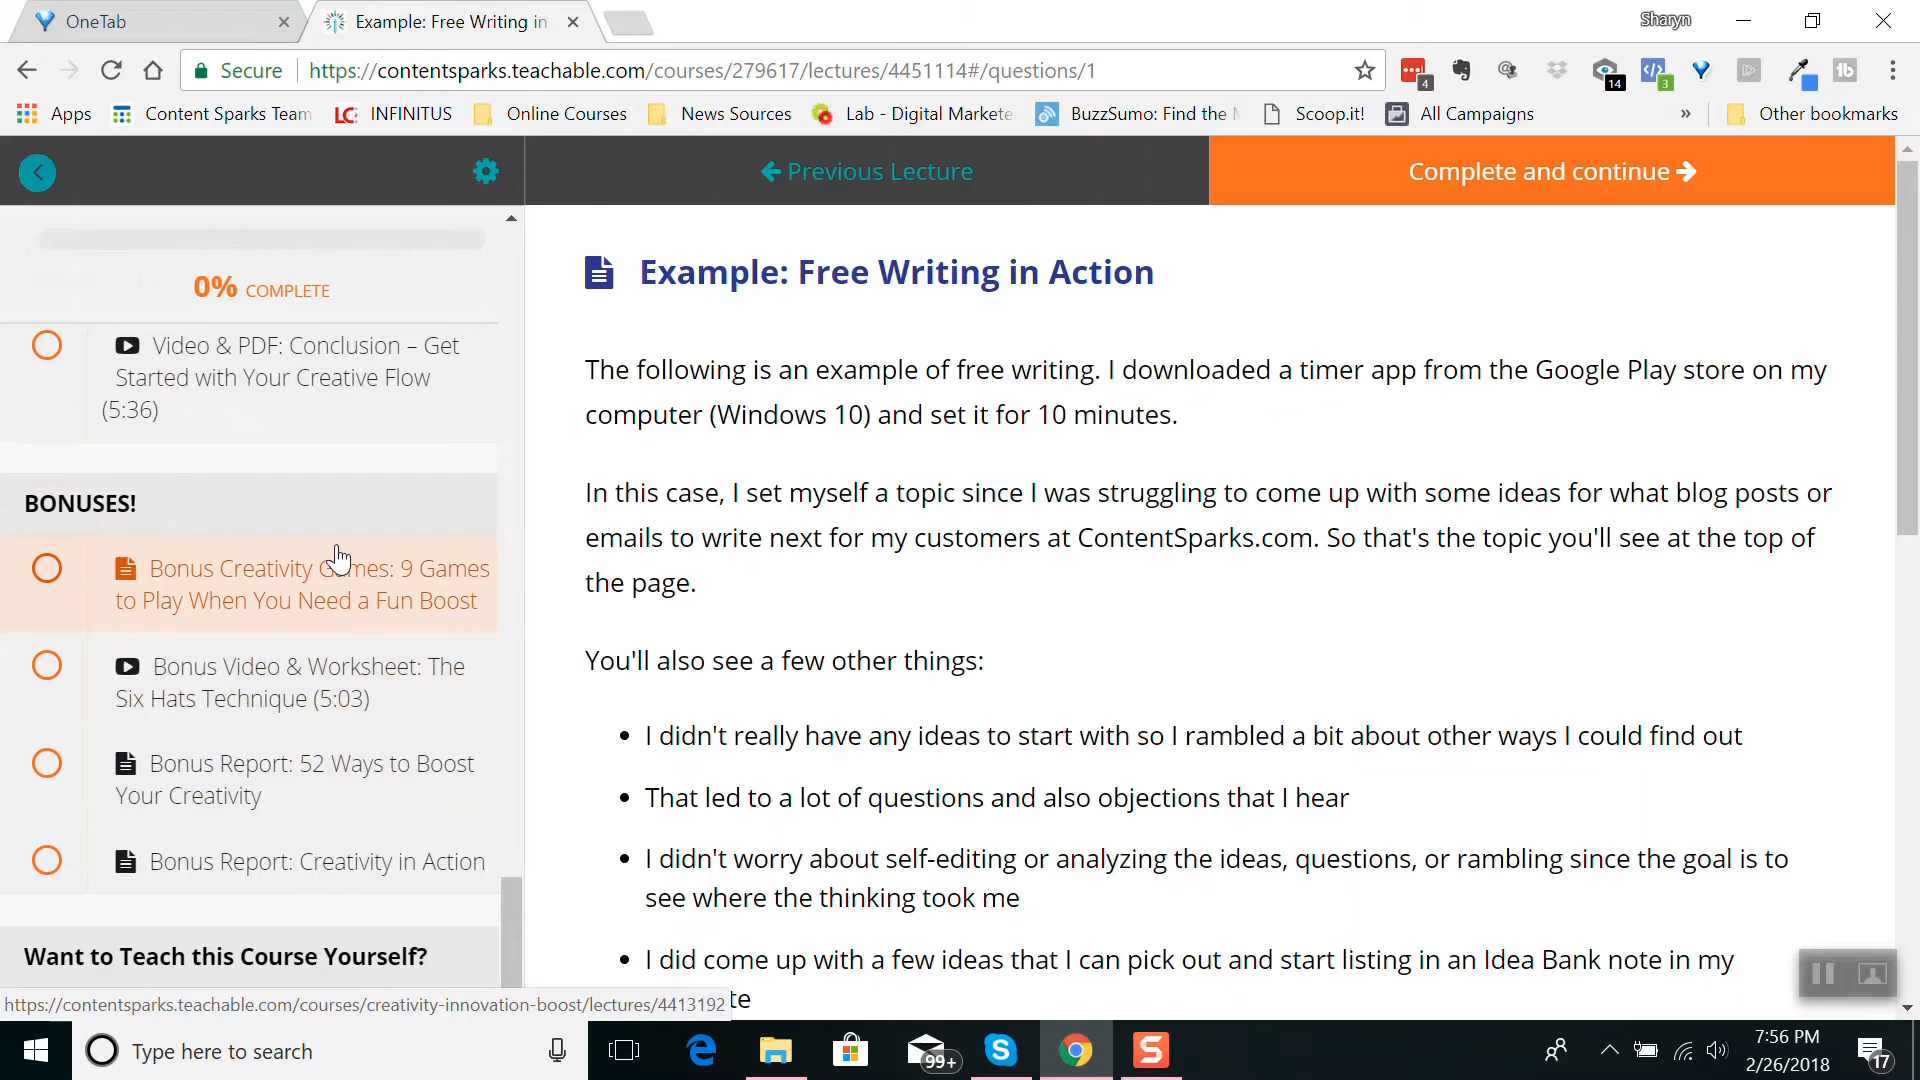 OneTab
Example: Free Writing in
Sharyn
Secure
https://contentsparks.teachable.com/courses/279617/lectures/4451114#/questions/1
4
14
3
Apps
Content Sparks Team
LC INFINITUS
Online Courses
News Sources
Lab - Digital Markete
BuzzSumo: Find the
Scoop.it!
All Campaigns
»
Other bookmarks
Previous Lecture
Complete and continue
0% COMPLETE
Video & PDF: Conclusion – Get
Started with Your Creative Flow
(5:36)
BONUSES!
Bonus Creativity Games: 9 Games
to Play When You Need a Fun Boost
Bonus Video & Worksheet: The
Six Hats Technique (5:03)
Bonus Report: 52 Ways to Boost
Your Creativity
Bonus Report: Creativity in Action
Want to Teach this Course Yourself?
https://contentsparks.teachable.com/courses/creativity-innovation-boost/lectures/4413192
Example: Free Writing in Action
The following is an example of free writing. I downloaded a timer app from the Google Play store on my
computer (Windows 10) and set it for 10 minutes.
In this case, I set myself a topic since I was struggling to come up with some ideas for what blog posts or
emails to write next for my customers at ContentSparks.com. So that's the topic you'll see at the top of
the page.
You'll also see a few other things:
• I didn't really have any ideas to start with so I rambled a bit about other ways I could find out
• That led to a lot of questions and also objections that I hear
• I didn't worry about self-editing or analyzing the ideas, questions, or rambling since the goal is to
see where the thinking took me
• I did come up with a few ideas that I can pick out and start listing in an Idea Bank note in my
te
Type here to search
99+
7:56 PM
2/26/2018
17